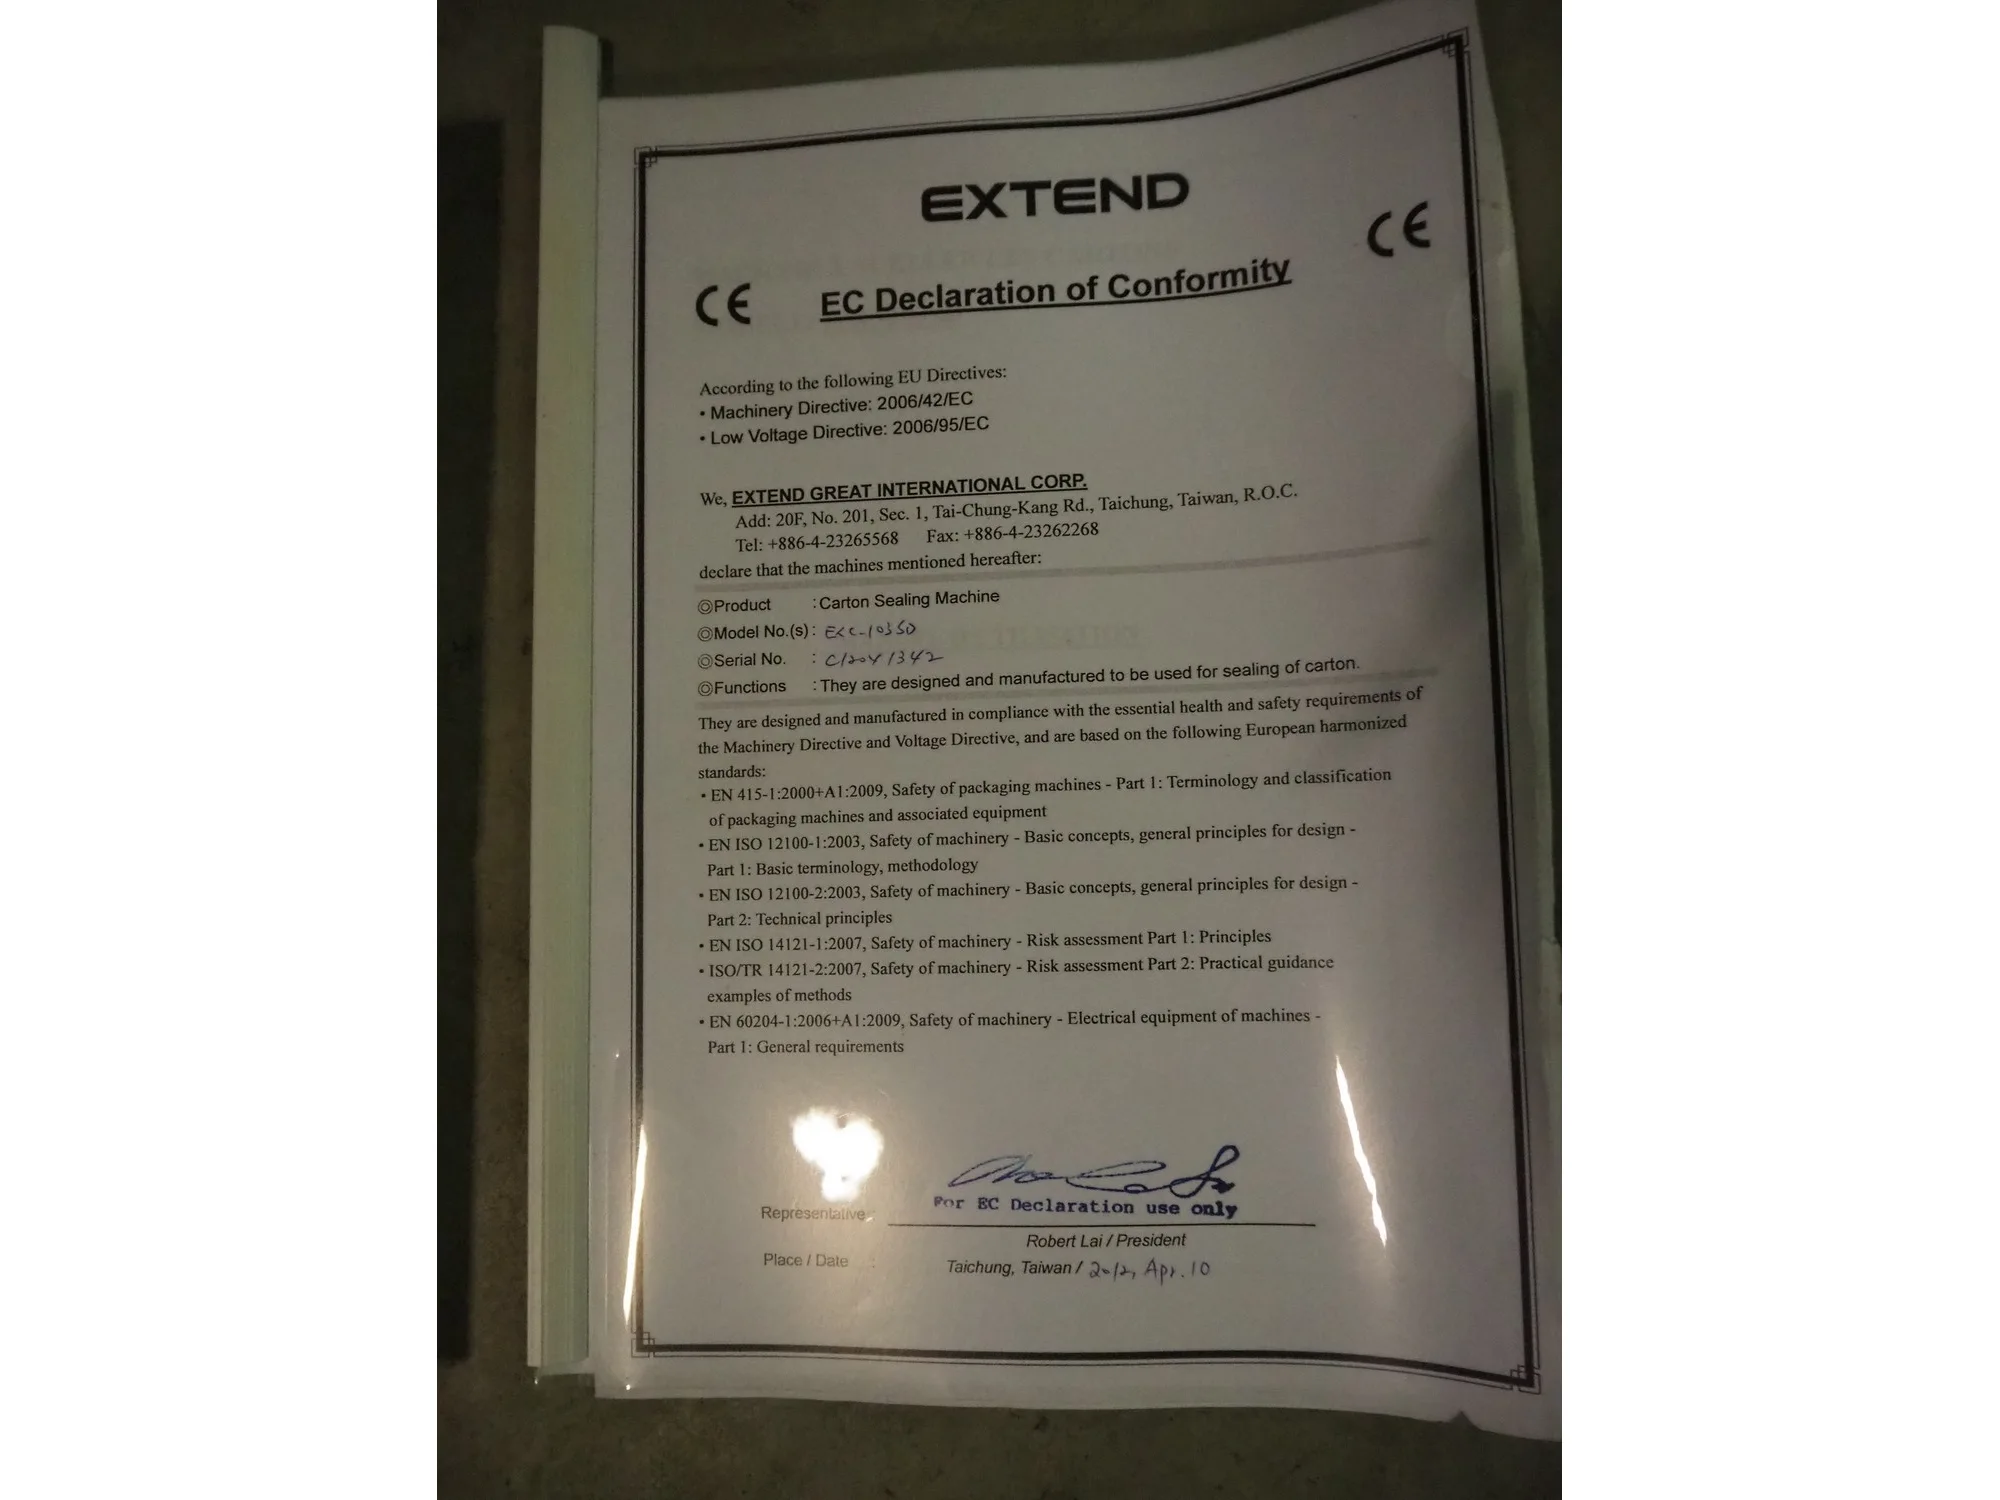 EXTEND
CE
CE EC Declaration of Conformity
According to the following EU Directives:
• Machinery Directive: 2006/42/EC
• Low Voltage Directive: 2006/95/EC
We, EXTEND GREAT INTERNATIONAL CORP.
Add: 20F, No. 201, Sec. 1, Tai-Chung-Kang Rd., Taichung, Taiwan, R.O.C.
Tel: +886-4-23265568 Fax: +886-4-23262268
declare that the machines mentioned hereafter:
◎Product : Carton Sealing Machine
◎Model No.(s) :
◎Serial No. :
◎Functions : They are designed and manufactured to be used for sealing of carton.
They are designed and manufactured in compliance with the essential health and safety requirements of
the Machinery Directive and Voltage Directive, and are based on the following European harmonized
standards:
• EN 415-1:2000+A1:2009, Safety of packaging machines - Part 1: Terminology and classification
of packaging machines and associated equipment
• EN ISO 12100-1:2003, Safety of machinery - Basic concepts, general principles for design -
Part 1: Basic terminology, methodology
• EN ISO 12100-2:2003, Safety of machinery - Basic concepts, general principles for design -
Part 2: Technical principles
• EN ISO 14121-1:2007, Safety of machinery - Risk assessment Part 1: Principles
• ISO/TR 14121-2:2007, Safety of machinery - Risk assessment Part 2: Practical guidance
examples of methods
• EN 60204-1:2006+A1:2009, Safety of machinery - Electrical equipment of machines -
Part 1: General requirements
For EC Declaration use only
Representative :
Robert Lai / President
Place / Date : Taichung, Taiwan / 2012, Apr. 10